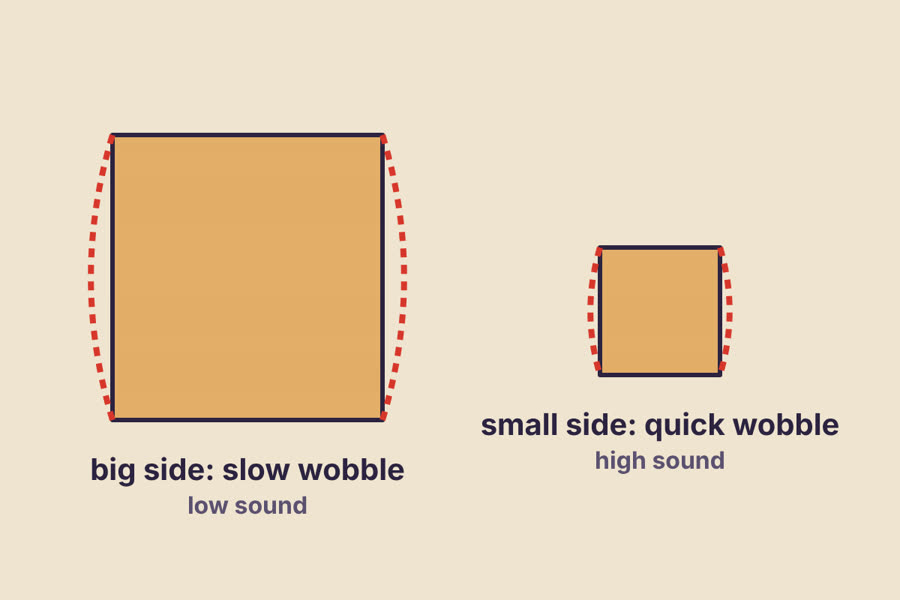 big side: slow wobble
low sound
small side: quick wobble
high sound